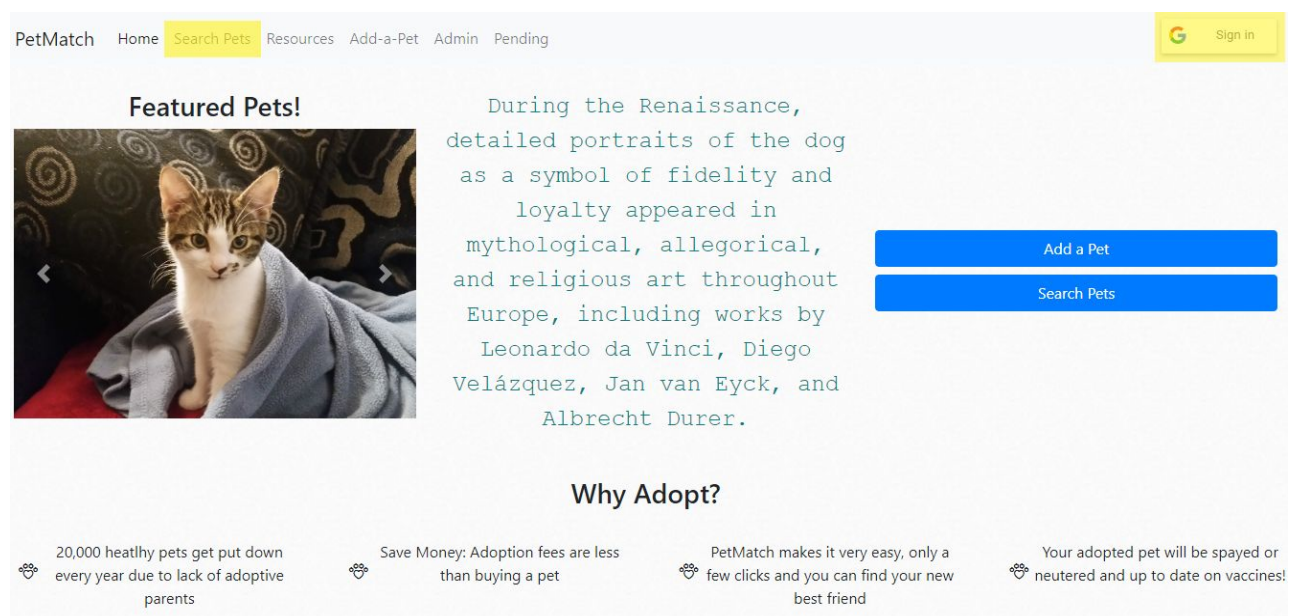 PetMatch Home Search Pets Resources Add-a-Pet Admin Pending
Sign in
Featured Pets!
During the Renaissance,
detailed portraits of the dog
as a symbol of fidelity and
loyalty appeared in
mythological, allegorical,
and religious art throughout
Europe, including works by
Leonardo da Vinci, Diego
Velázquez, Jan van Eyck, and
Albrecht Durer.
Add a Pet
Search Pets
Why Adopt?
20,000 heatlhy pets get put down
every year due to lack of adoptive
parents
Save Money: Adoption fees are less
than buying a pet
PetMatch makes it very easy, only a
few clicks and you can find your new
best friend
Your adopted pet will be spayed or
neutered and up to date on vaccines!